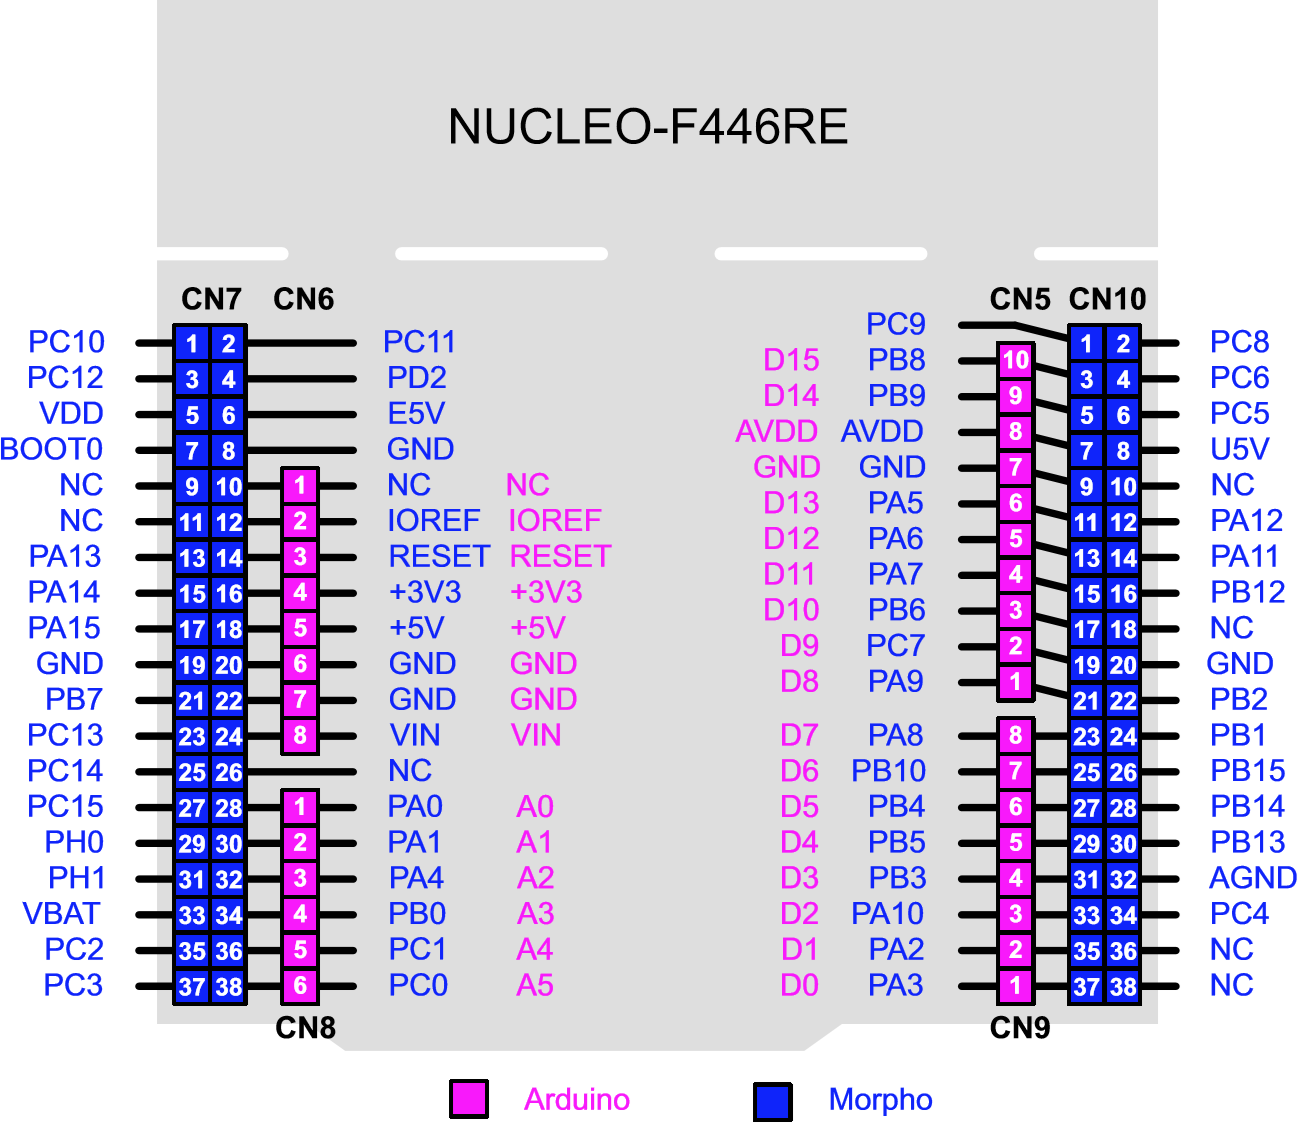 NUCLEO-F446RE
CN7 CN6 CN5 CN10
PC9
PC10 1 2 PC11 1 2 PC8
D15 PB8 10
PC12 3 4 PD2 3 4 PC6
D14 PB9 9
VDD 5 6 E5V 5 6 PC5
AVDD AVDD 8
BOOT0 7 8 GND 7 8 U5V
GND GND 7
NC 9 10 1 NC NC 9 10 NC
D13 PA5 6
NC 11 12 2 IOREF IOREF 11 12 PA12
D12 PA6 5
PA13 13 14 3 RESET RESET 13 14 PA11
D11 PA7 4
PA14 15 16 4 +3V3 +3V3 15 16 PB12
D10 PB6 3
PA15 17 18 5 +5V +5V 17 18 NC
D9 PC7 2
GND 19 20 6 GND GND 19 20 GND
D8 PA9 1
PB7 21 22 7 GND GND 21 22 PB2
PC13 23 24 8 VIN VIN D7 PA8 8 23 24 PB1
PC14 25 26 NC D6 PB10 7 25 26 PB15
PC15 27 28 1 PA0 A0 D5 PB4 6 27 28 PB14
PH0 29 30 2 PA1 A1 D4 PB5 5 29 30 PB13
PH1 31 32 3 PA4 A2 D3 PB3 4 31 32 AGND
VBAT 33 34 4 PB0 A3 D2 PA10 3 33 34 PC4
PC2 35 36 5 PC1 A4 D1 PA2 2 35 36 NC
PC3 37 38 6 PC0 A5 D0 PA3 1 37 38 NC
CN8 CN9
Arduino Morpho